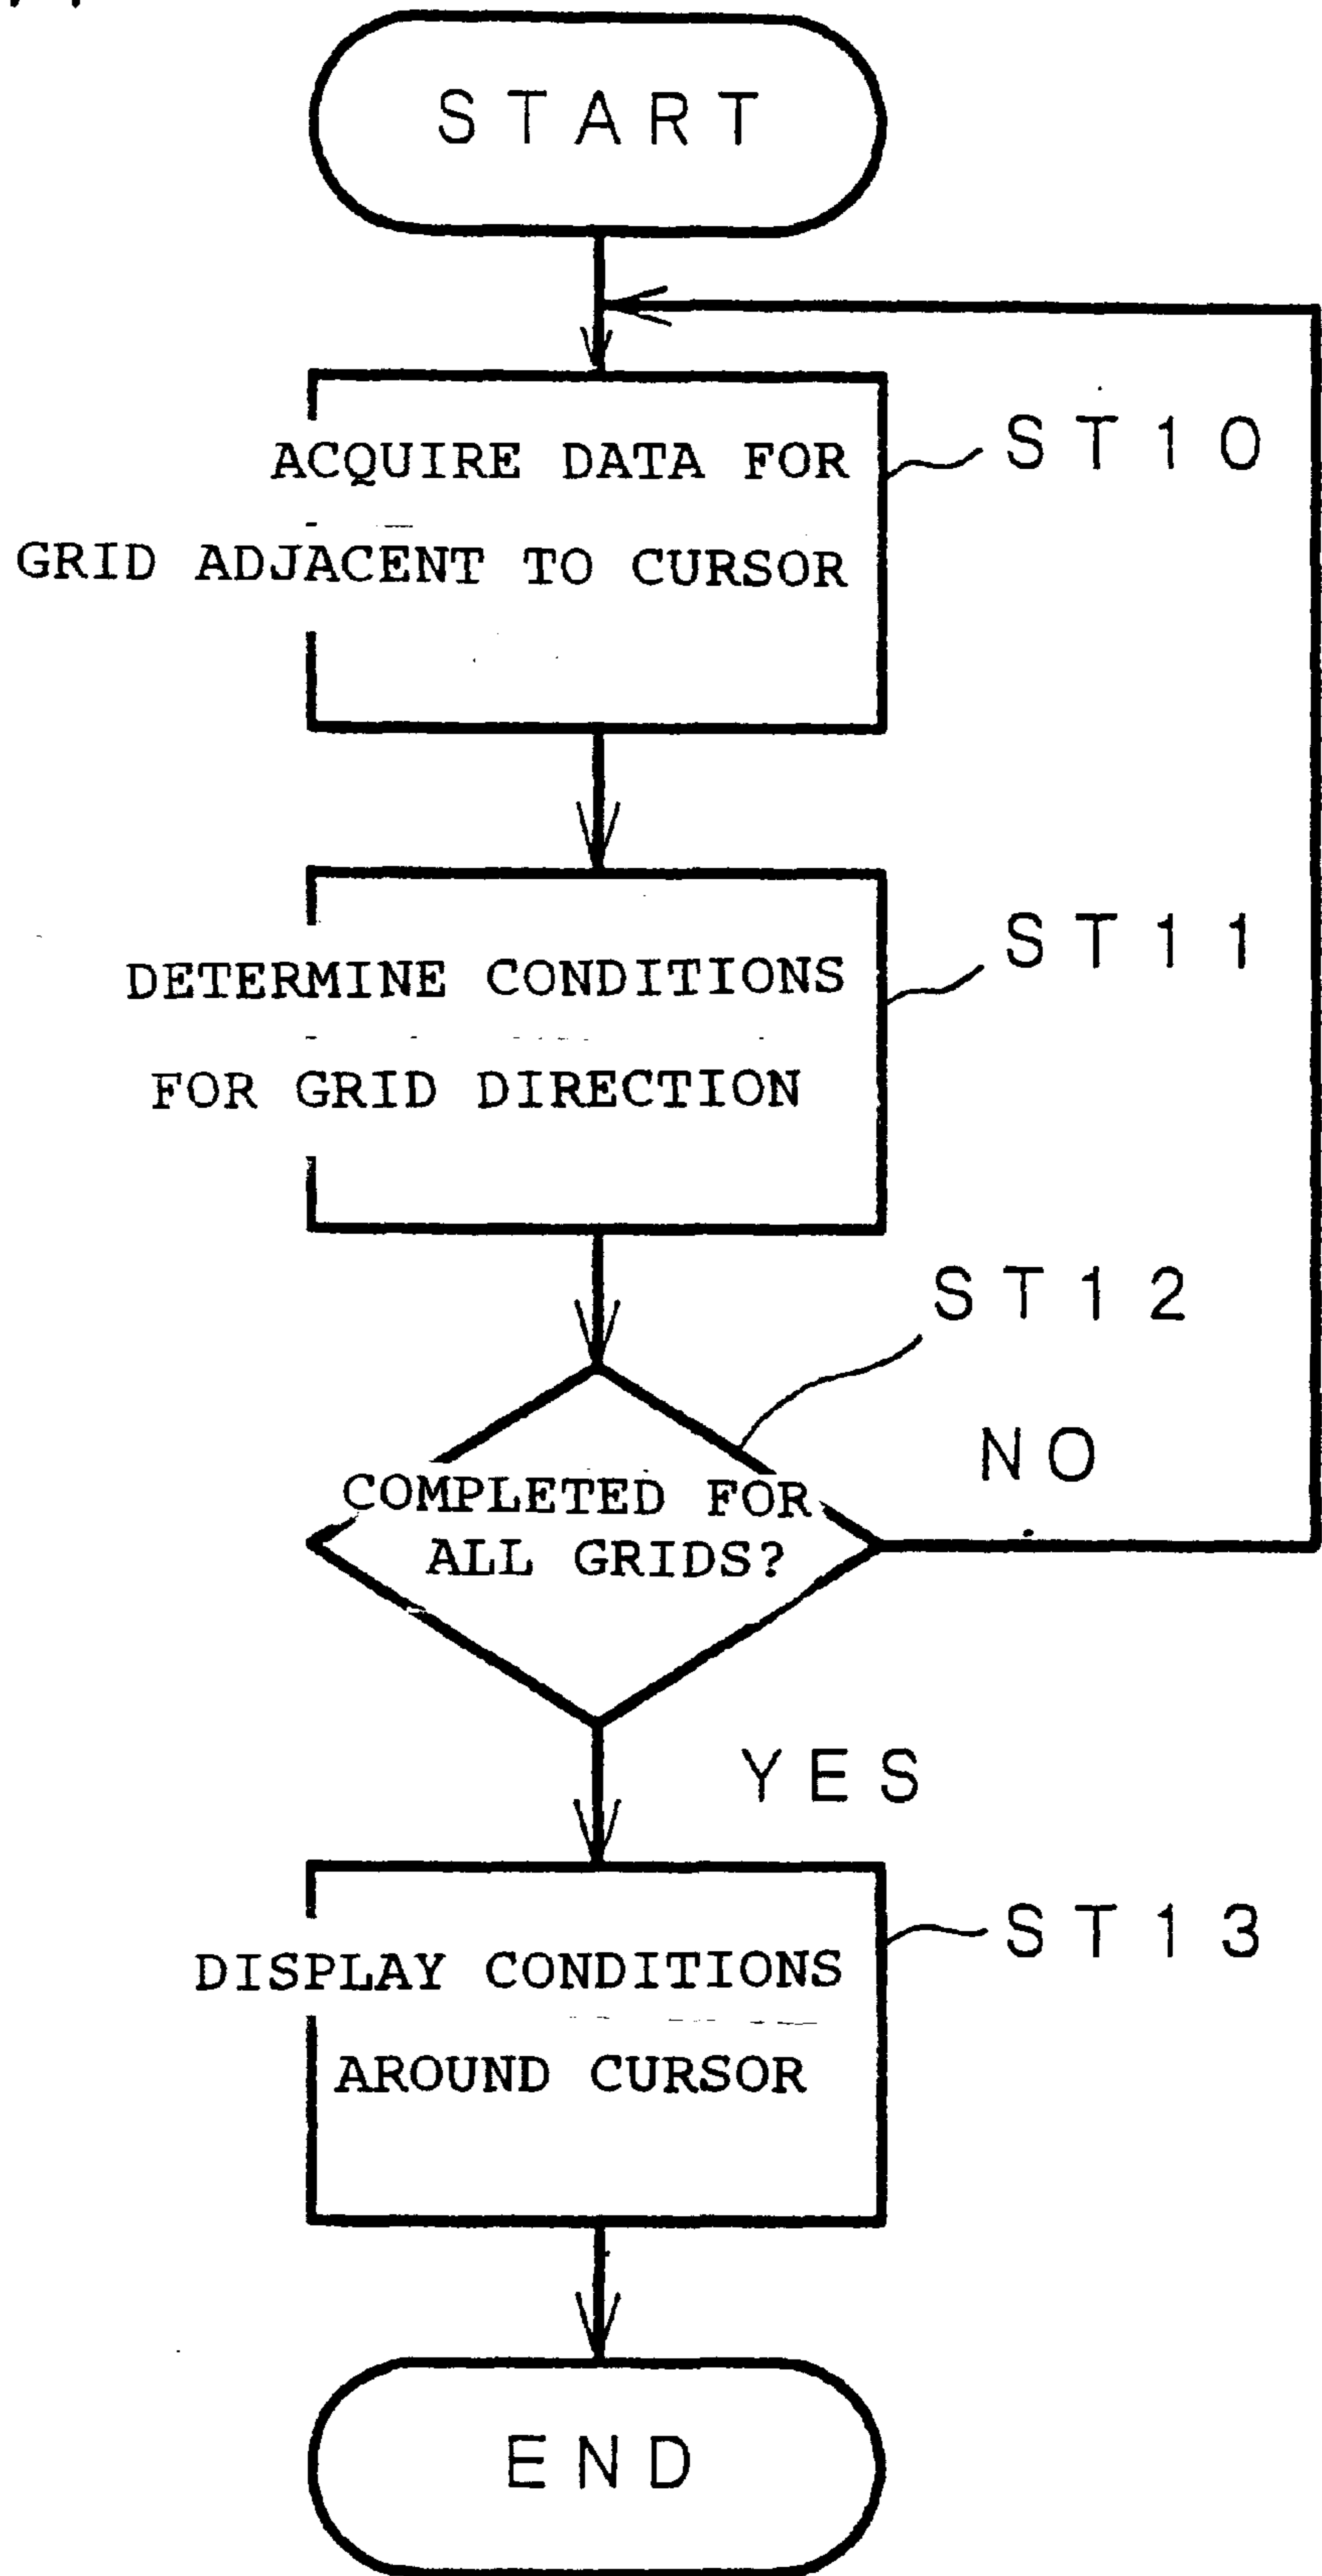 START
ACQUIRE DATA FOR
GRID ADJACENT TO CURSOR
ST10
DETERMINE CONDITIONS
FOR GRID DIRECTION
ST11
ST12
COMPLETED FOR
ALL GRIDS?
NO
YES
DISPLAY CONDITIONS
AROUND CURSOR
ST13
END